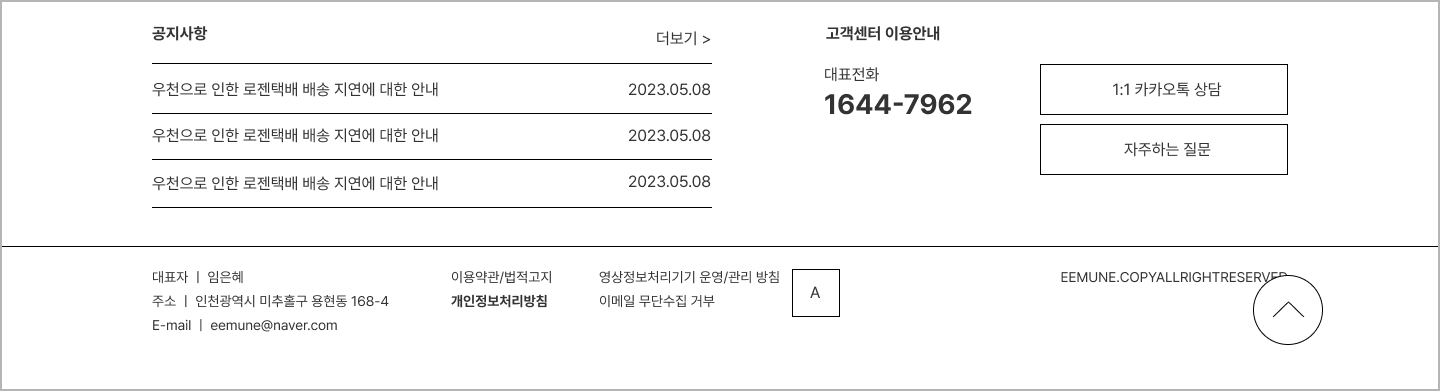 공지사항
더보기 >
우천으로 인한 로젠택배 배송 지연에 대한 안내 2023.05.08
우천으로 인한 로젠택배 배송 지연에 대한 안내 2023.05.08
우천으로 인한 로젠택배 배송 지연에 대한 안내 2023.05.08
고객센터 이용안내
대표전화
1644-7962
1:1 카카오톡 상담
자주하는 질문
대표자 ㅣ 임은혜
주소 ㅣ 인천광역시 미추홀구 용현동 168-4
E-mail ㅣ eemune@naver.com
이용약관/법적고지
개인정보처리방침
영상정보처리기기 운영/관리 방침
이메일 무단수집 거부
A
EEMUNE.COPYALLRIGHTRESERVED